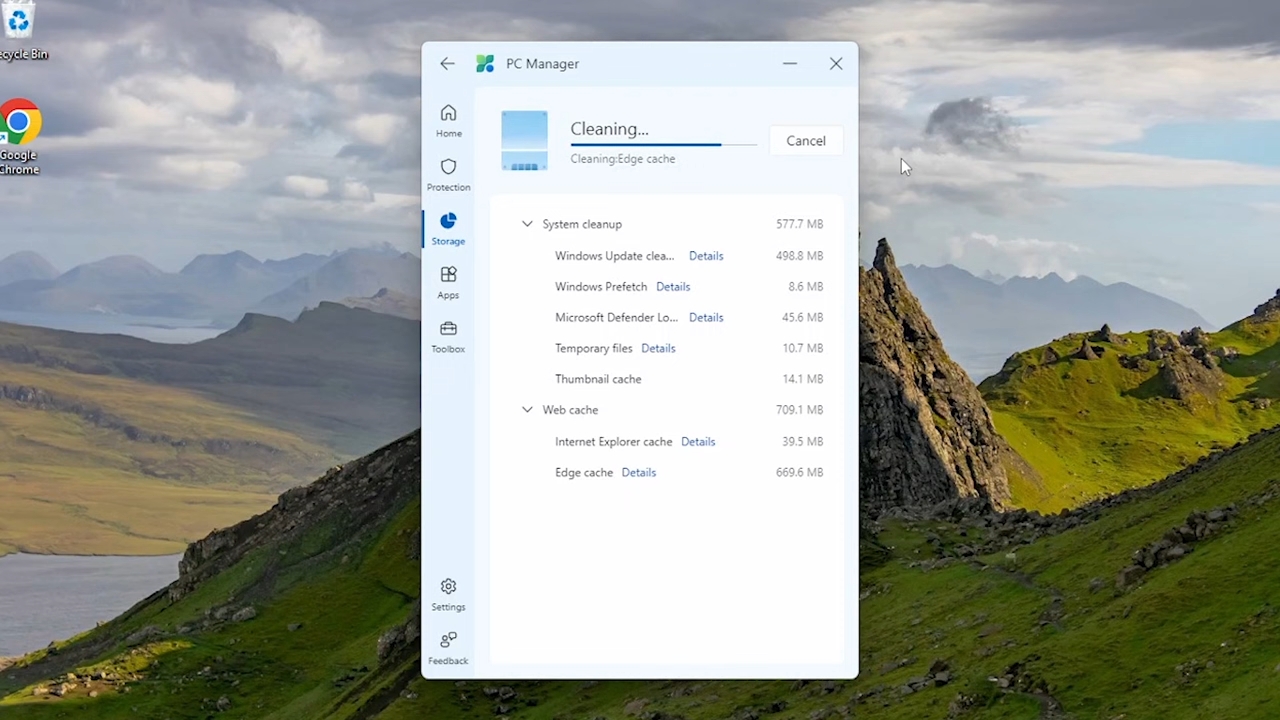 ecycle Bin
Google
Chrome
PC Manager
Home
Protection
Storage
Apps
Toolbox
Settings
Feedback
Cleaning...
Cleaning:Edge cache
Cancel
System cleanup 577.7 MB
Windows Update clea... Details 498.8 MB
Windows Prefetch Details 8.6 MB
Microsoft Defender Lo... Details 45.6 MB
Temporary files Details 10.7 MB
Thumbnail cache 14.1 MB
Web cache 709.1 MB
Internet Explorer cache Details 39.5 MB
Edge cache Details 669.6 MB